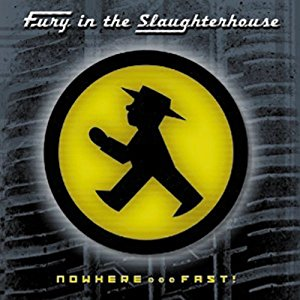 Fury in the Slaughterhouse
NOWHERE...FAST!